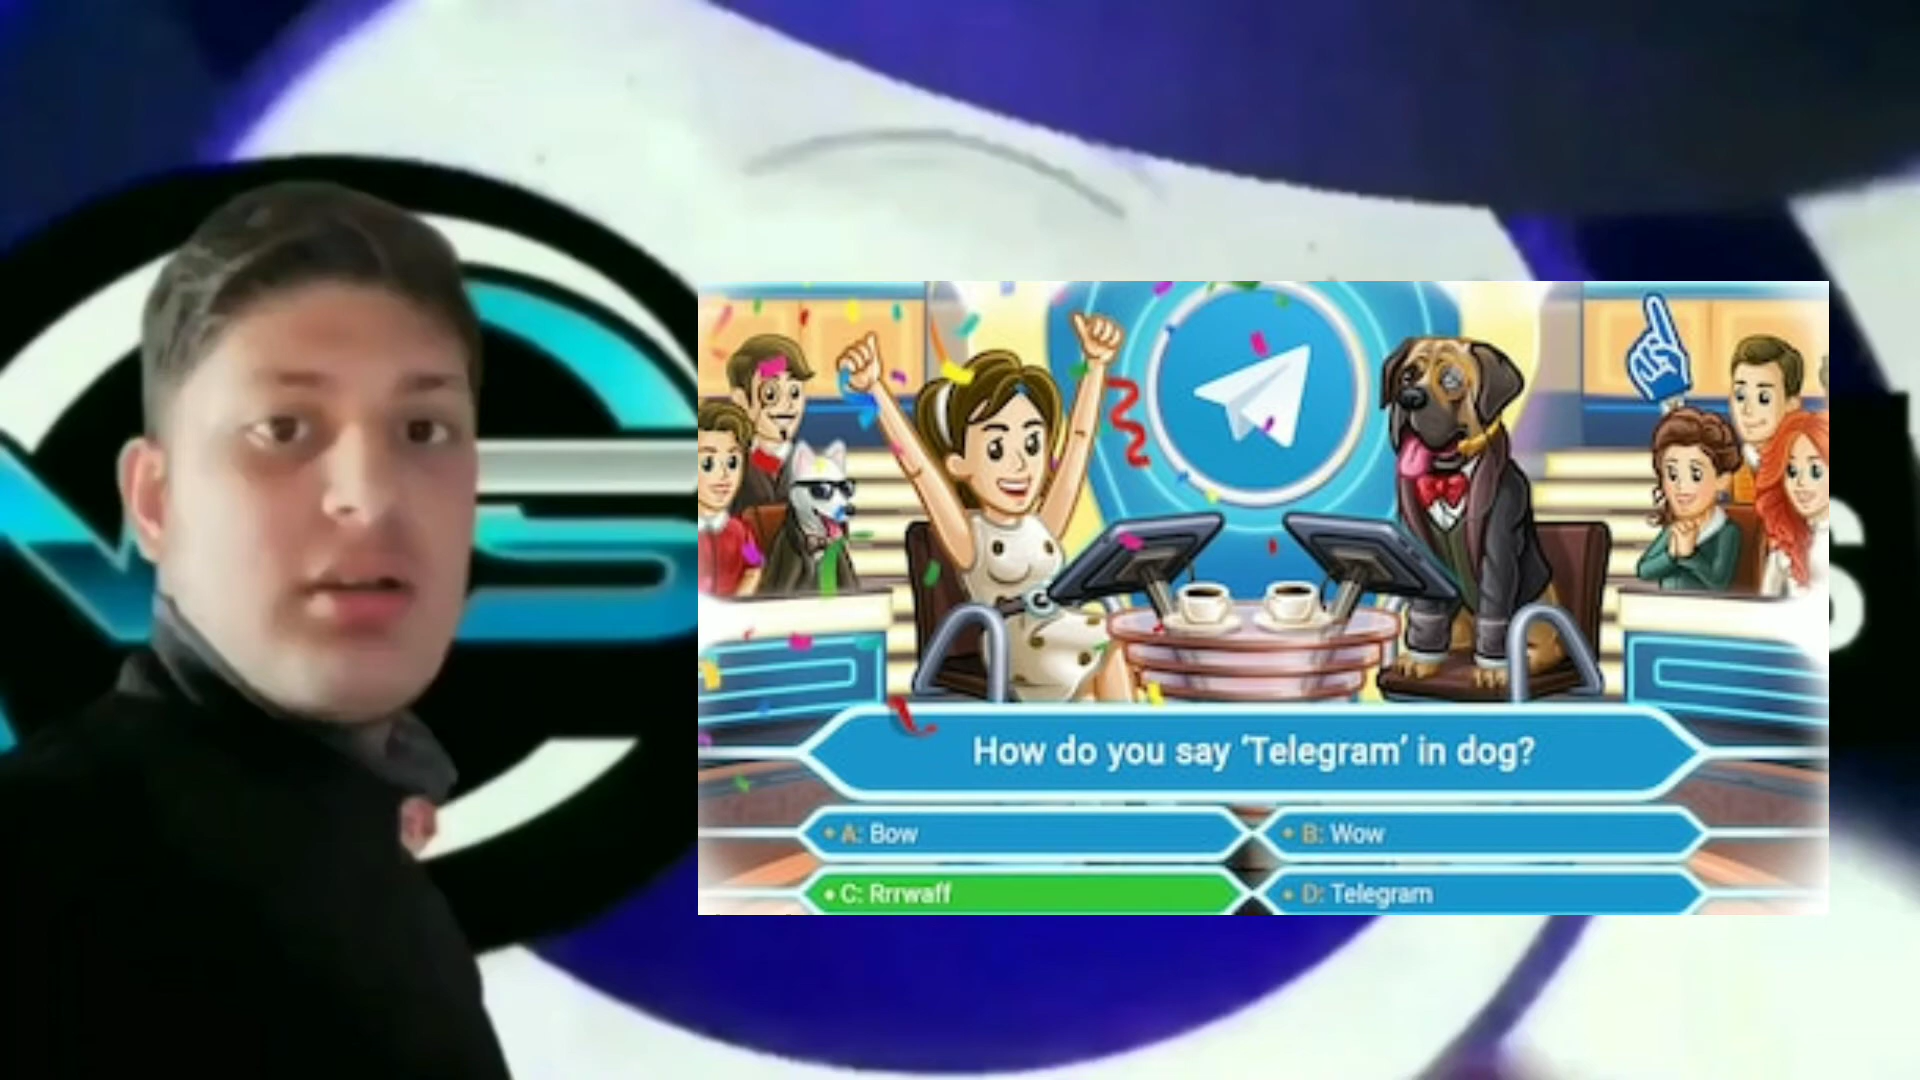 How do you say 'Telegram' in dog?
A: Bow
B: Wow
C: Rrrwaff
D: Telegram